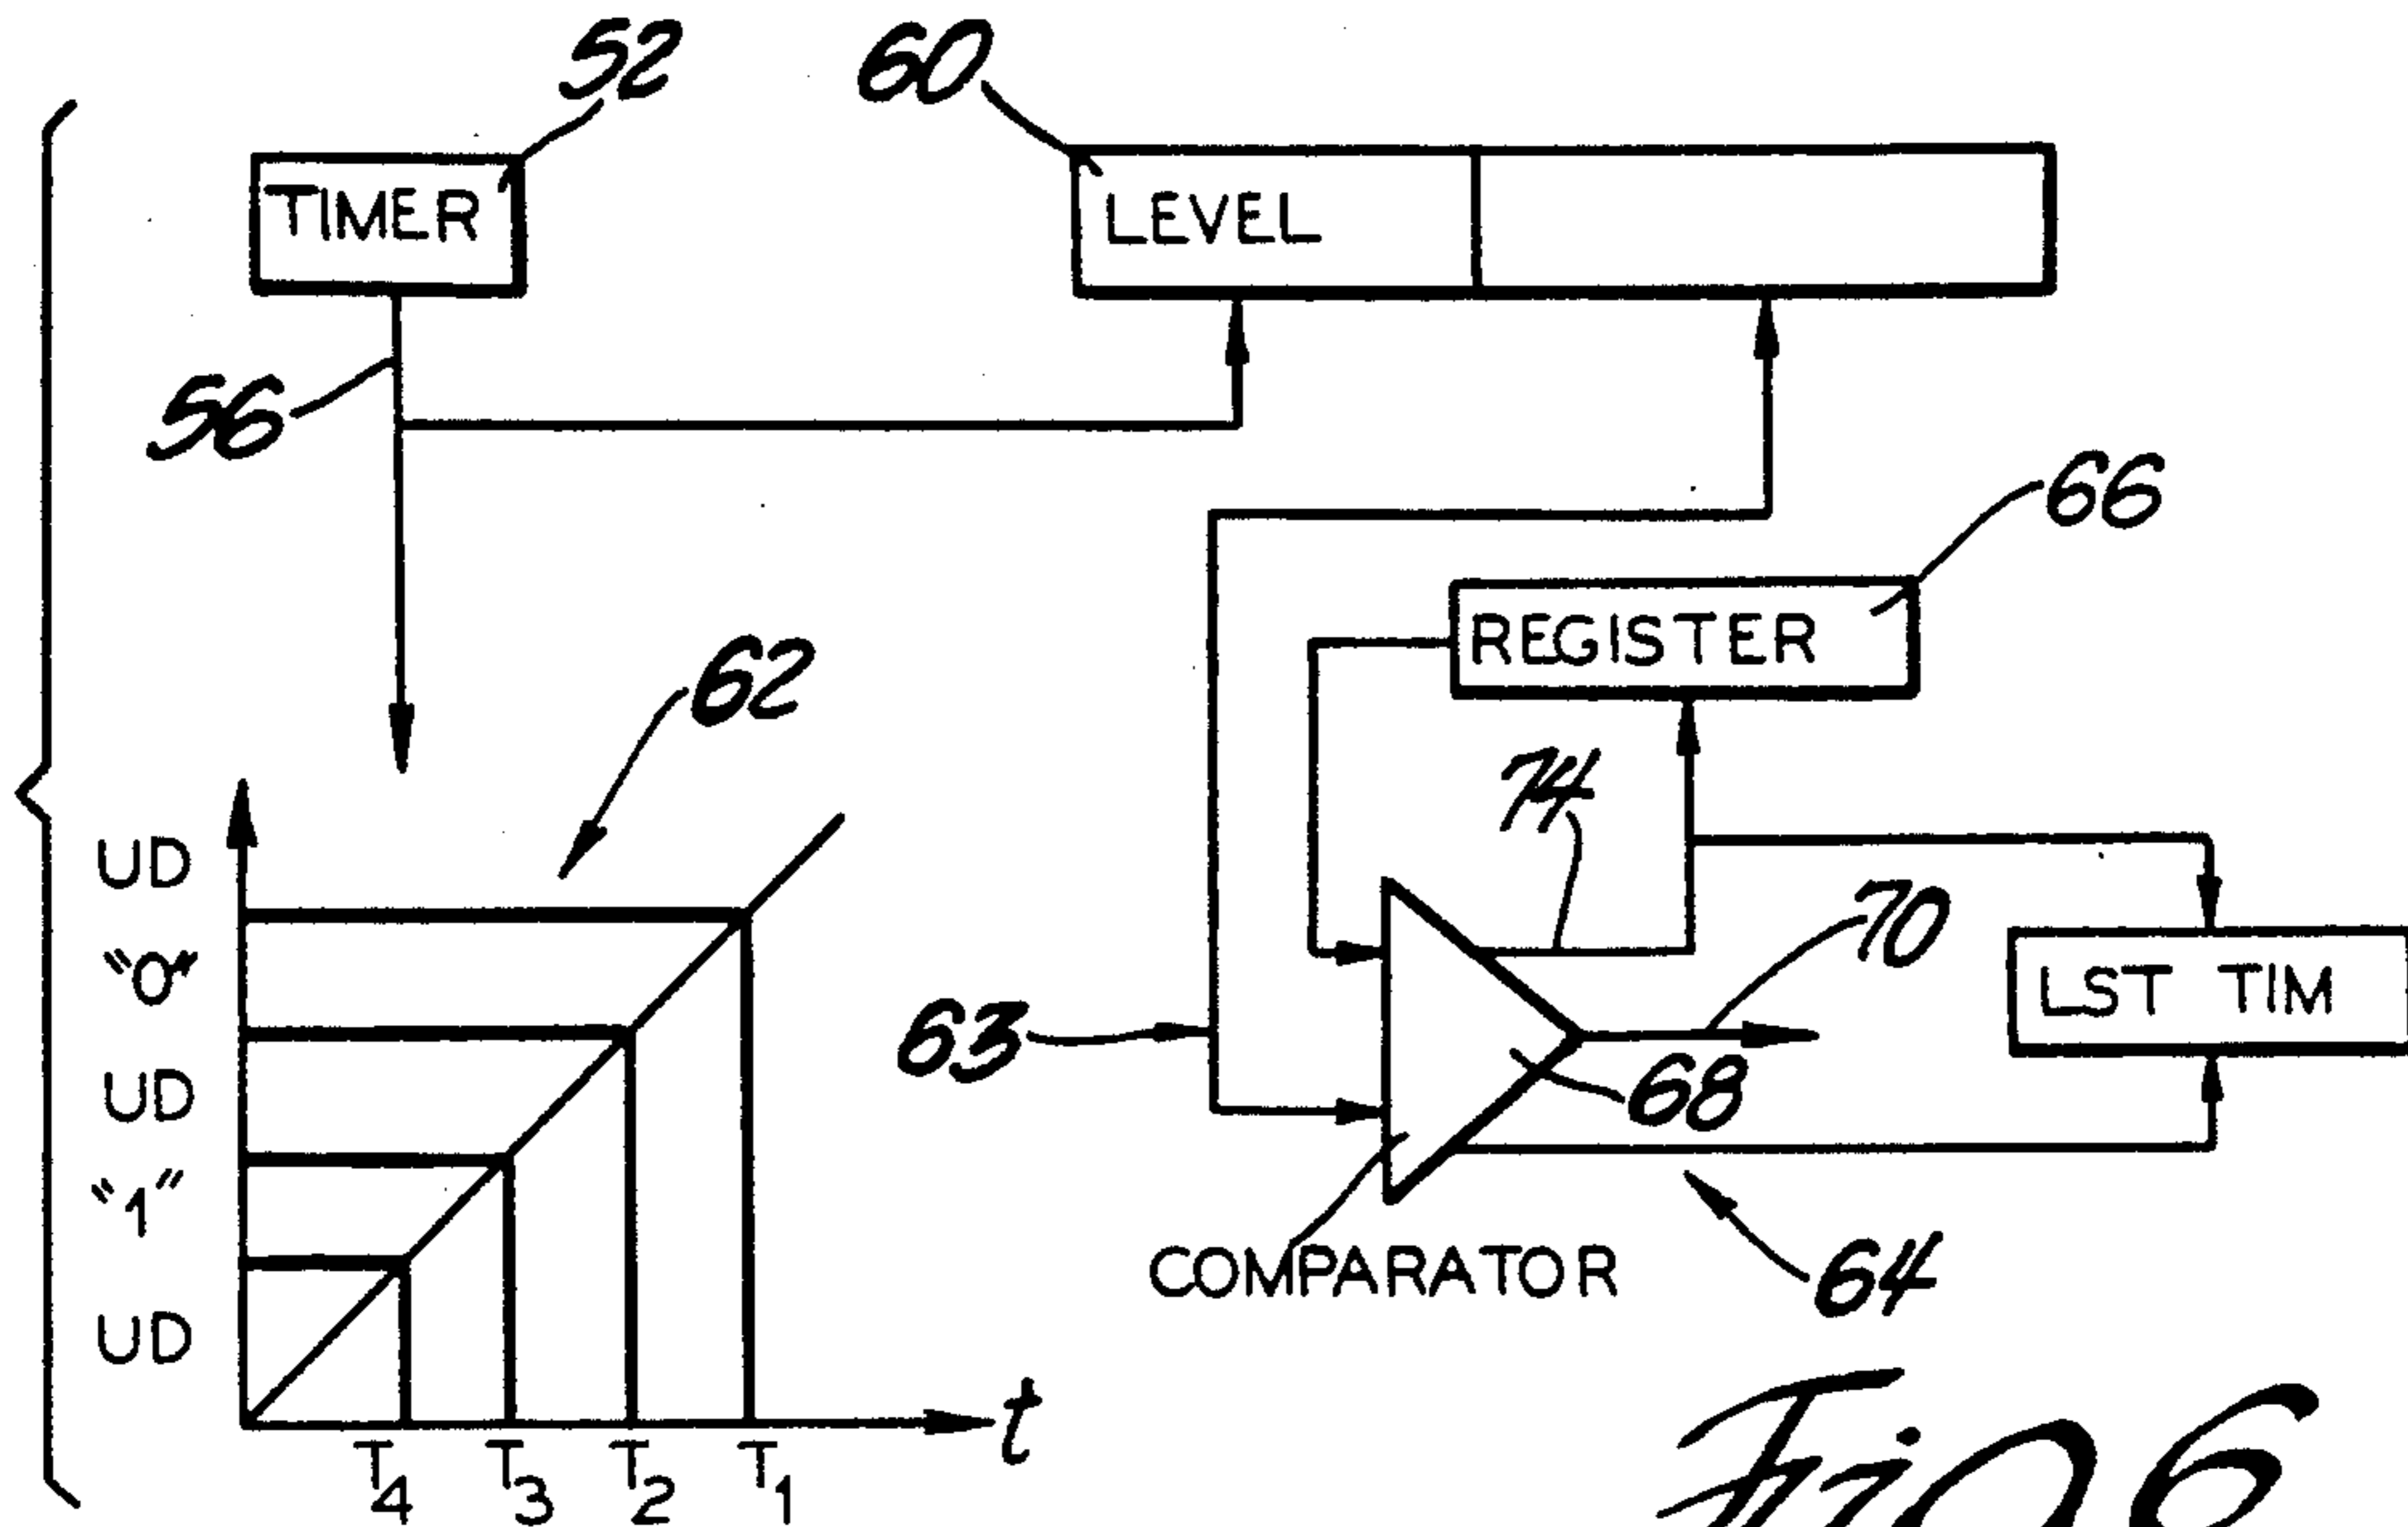 52
60
TIMER
LEVEL
56
66
REGISTER
62
74
UD
70
"0"
LST TIM
63
UD
68
"1"
COMPARATOR
64
UD
t
T4 T3 T2 T1
Fig 6